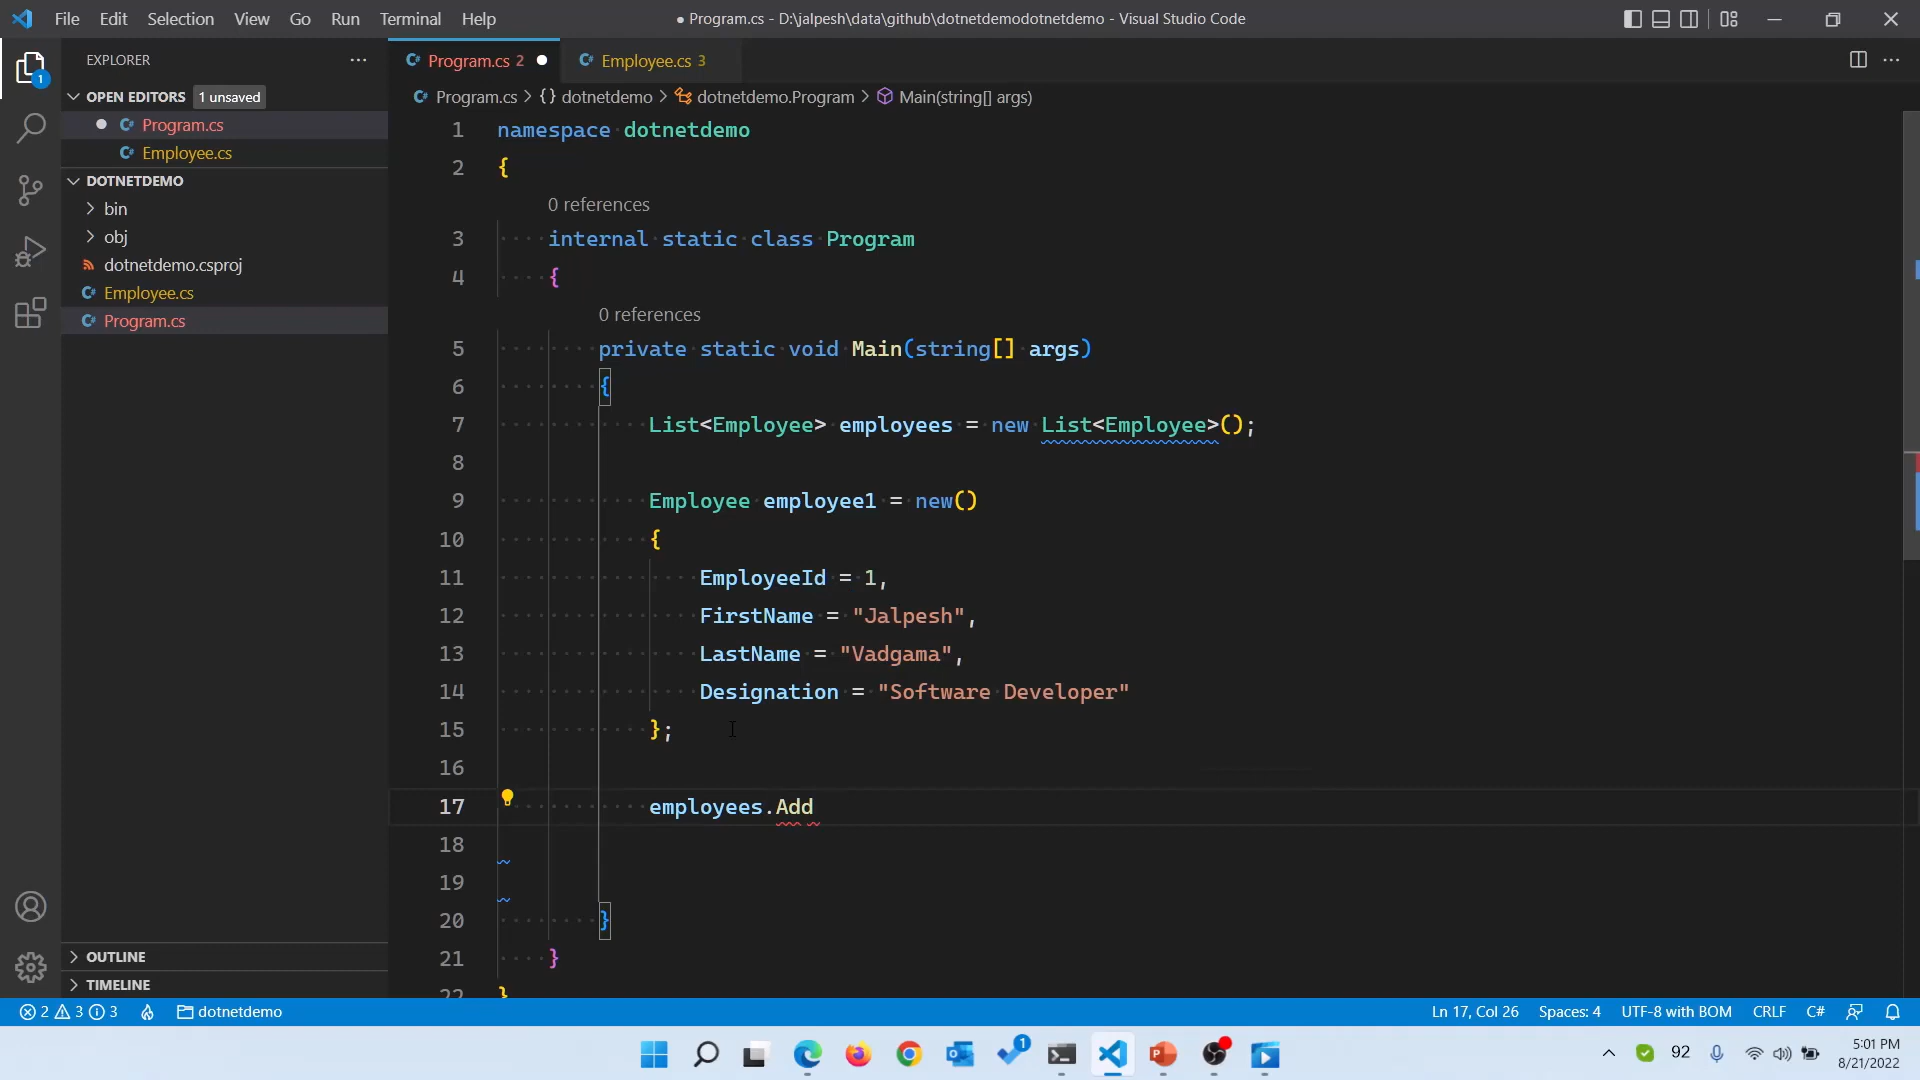 File Edit Selection View Go Run Terminal Help
● Program.cs - D:\jalpesh\data\github\dotnetdemodotnetdemo - Visual Studio Code
EXPLORER
OPEN EDITORS 1 unsaved
Program.cs
Employee.cs
DOTNETDEMO
bin
obj
dotnetdemo.csproj
Employee.cs
Program.cs
OUTLINE
TIMELINE
Program.cs 2
Employee.cs 3
Program.cs > {} dotnetdemo > dotnetdemo.Program > Main(string[] args)
1 namespace dotnetdemo
2 {
0 references
3 internal static class Program
4 {
0 references
5 private static void Main(string[] args)
6 {
7 List<Employee> employees = new List<Employee>();
8
9 Employee employee1 = new()
10 {
11 EmployeeId = 1,
12 FirstName = "Jalpesh",
13 LastName = "Vadgama",
14 Designation = "Software Developer"
15 };
16
17 employees.Add
18
19
20 }
21 }
22 }
2 3 3 dotnetdemo
Ln 17, Col 26 Spaces: 4 UTF-8 with BOM CRLF C#
1
1
92
5:01 PM
8/21/2022